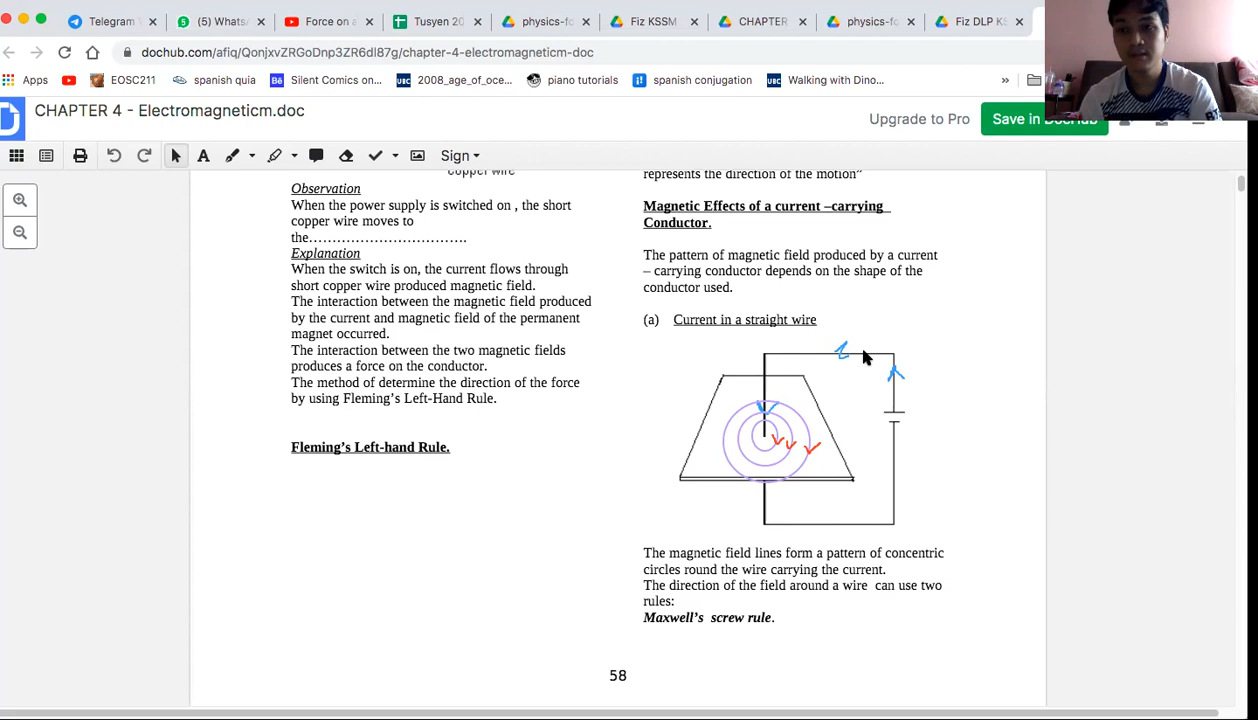 Telegram
(5) Whats
Force on a
Tusyen 20
physics-fo
Fiz KSSM
CHAPTER
physics-fo
Fiz DLP KS
dochub.com/afiq/QonjxvZRGoDnp3ZR6dl87g/chapter-4-electromagneticm-doc
Apps
EOSC211
spanish quia
Silent Comics on...
2008_age_of_oce...
piano tutorials
spanish conjugation
Walking with Dino...
»
CHAPTER 4 - Electromagneticm.doc
Upgrade to Pro
Save in DocHub
Sign
copper wire
Observation
When the power supply is switched on , the short
copper wire moves to
the…………………………….
Explanation
When the switch is on, the current flows through
short copper wire produced magnetic field.
The interaction between the magnetic field produced
by the current and magnetic field of the permanent
magnet occurred.
The interaction between the two magnetic fields
produces a force on the conductor.
The method of determine the direction of the force
by using Fleming's Left-Hand Rule.
Fleming's Left-hand Rule.
represents the direction of the motion”
Magnetic Effects of a current –carrying
Conductor.
The pattern of magnetic field produced by a current
– carrying conductor depends on the shape of the
conductor used.
(a) Current in a straight wire
The magnetic field lines form a pattern of concentric
circles round the wire carrying the current.
The direction of the field around a wire can use two
rules:
Maxwell's screw rule.
58